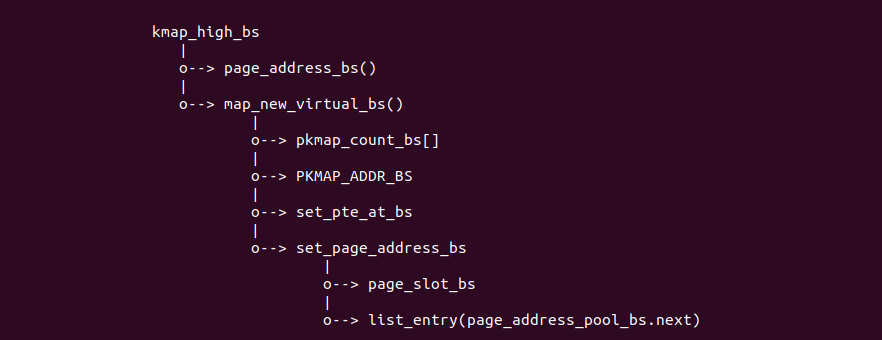 kmap_high_bs
|
o--> page_address_bs()
|
o--> map_new_virtual_bs()
|
o--> pkmap_count_bs[]
|
o--> PKMAP_ADDR_BS
|
o--> set_pte_at_bs
|
o--> set_page_address_bs
|
o--> page_slot_bs
|
o--> list_entry(page_address_pool_bs.next)